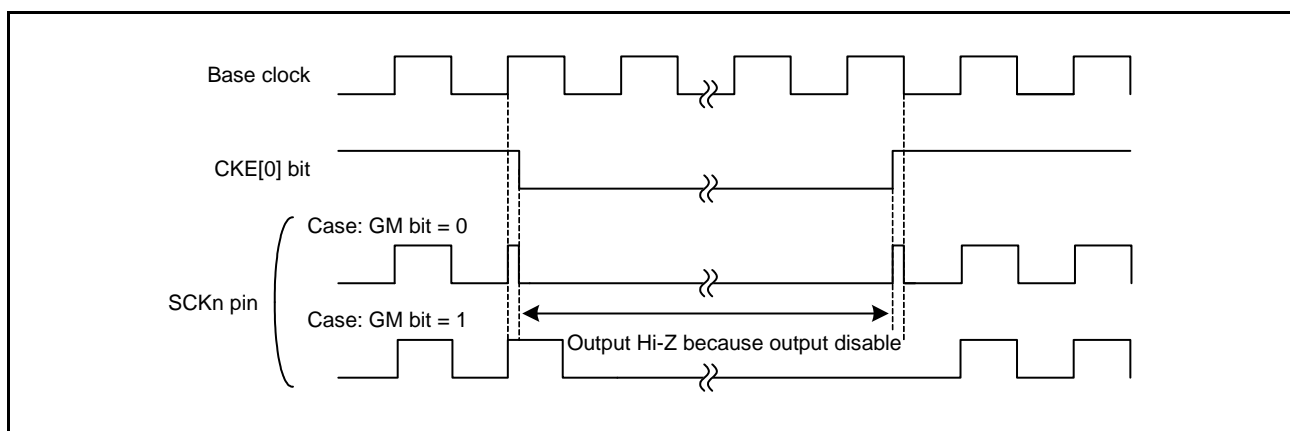 Base clock
CKE[0] bit
Case: GM bit = 0
SCKn pin
Case: GM bit = 1
Output Hi-Z because output disable